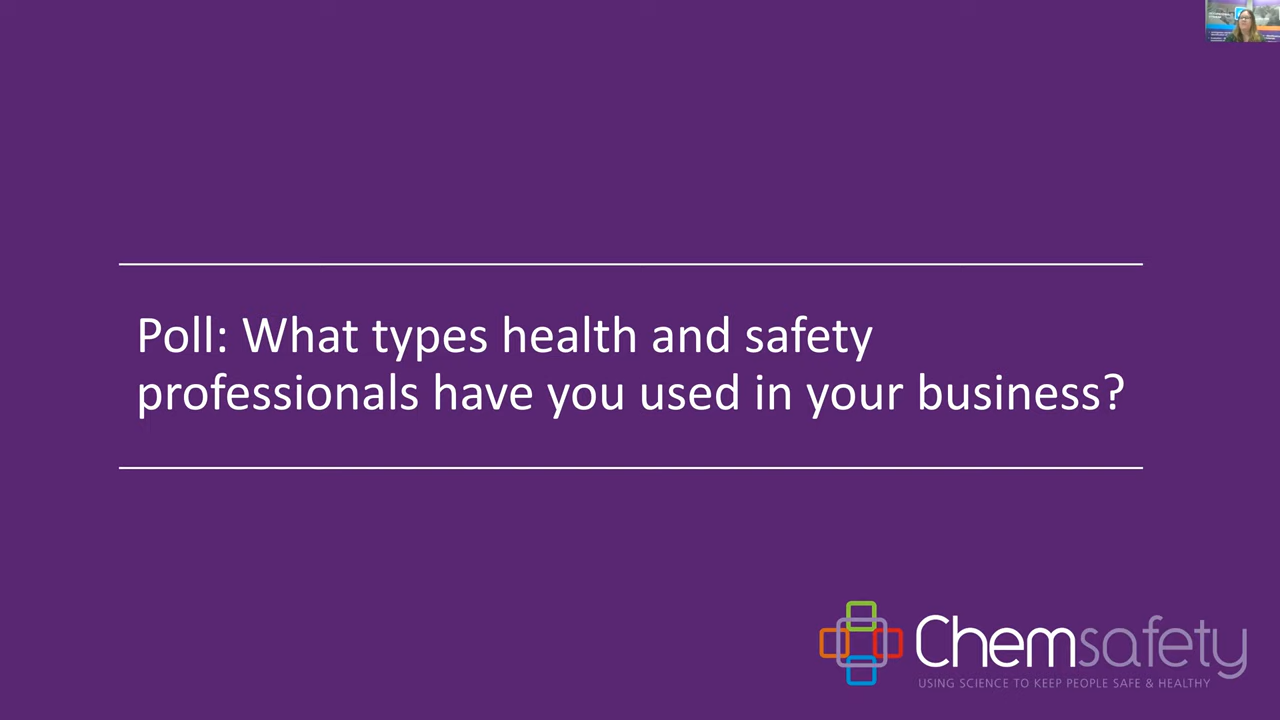 Poll: What types health and safety
professionals have you used in your business?
Chemsafety
USING SCIENCE TO KEEP PEOPLE SAFE & HEALTHY